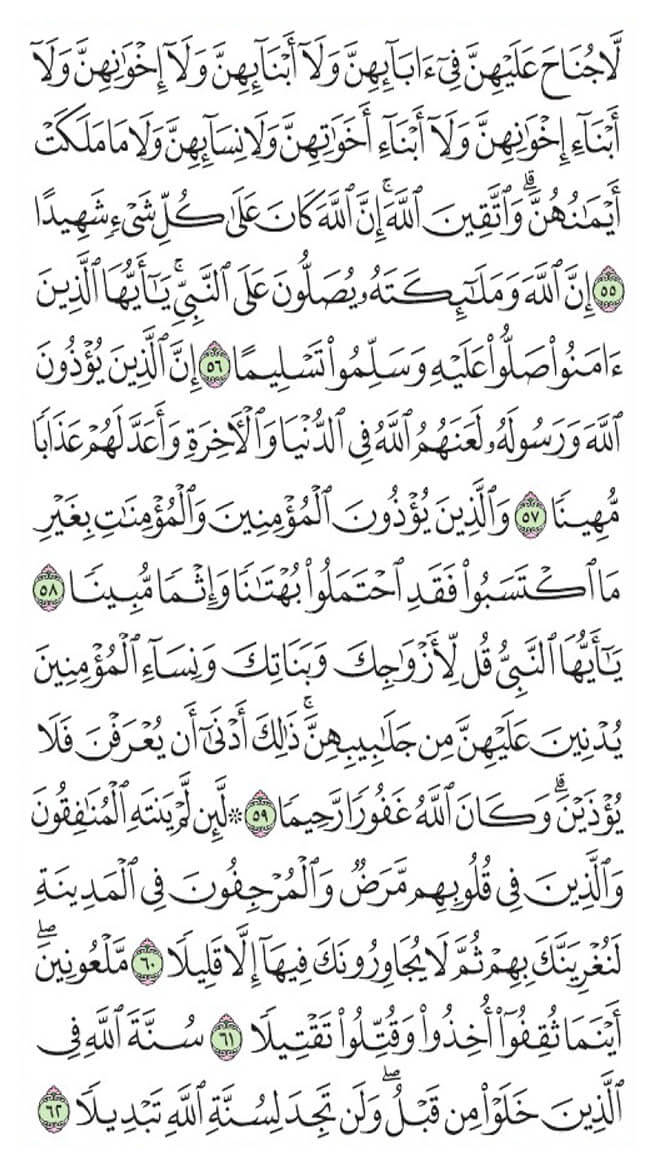 لَّا جُنَاحَ عَلَيْهِنَّ فِىٓ ءَابَآئِهِنَّ وَلَآ أَبْنَآئِهِنَّ وَلَآ إِخْوَٰنِهِنَّ وَلَآ
أَبْنَآءِ إِخْوَٰنِهِنَّ وَلَآ أَبْنَآءِ أَخَوَٰتِهِنَّ وَلَا نِسَآئِهِنَّ وَلَا مَا مَلَكَتْ
أَيْمَٰنُهُنَّۗ وَٱتَّقِينَ ٱللَّهَۚ إِنَّ ٱللَّهَ كَانَ عَلَىٰ كُلِّ شَىْءٍ شَهِيدًا
٥٥ إِنَّ ٱللَّهَ وَمَلَٰٓئِكَتَهُۥ يُصَلُّونَ عَلَى ٱلنَّبِىِّۚ يَٰٓأَيُّهَا ٱلَّذِينَ
ءَامَنُوا۟ صَلُّوا۟ عَلَيْهِ وَسَلِّمُوا۟ تَسْلِيمًا ٥٦ إِنَّ ٱلَّذِينَ يُؤْذُونَ
ٱللَّهَ وَرَسُولَهُۥ لَعَنَهُمُ ٱللَّهُ فِى ٱلدُّنْيَا وَٱلْءَاخِرَةِ وَأَعَدَّ لَهُمْ عَذَابًا
مُّهِينًا ٥٧ وَٱلَّذِينَ يُؤْذُونَ ٱلْمُؤْمِنِينَ وَٱلْمُؤْمِنَٰتِ بِغَيْرِ
مَا ٱكْتَسَبُوا۟ فَقَدِ ٱحْتَمَلُوا۟ بُهْتَٰنًا وَإِثْمًا مُّبِينًا ٥٨
يَٰٓأَيُّهَا ٱلنَّبِىُّ قُل لِّأَزْوَٰجِكَ وَبَنَاتِكَ وَنِسَآءِ ٱلْمُؤْمِنِينَ
يُدْنِينَ عَلَيْهِنَّ مِن جَلَٰبِيبِهِنَّۚ ذَٰلِكَ أَدْنَىٰٓ أَن يُعْرَفْنَ فَلَا
يُؤْذَيْنَۗ وَكَانَ ٱللَّهُ غَفُورًا رَّحِيمًا ٥٩ ۞ لَّئِن لَّمْ يَنتَهِ ٱلْمُنَٰفِقُونَ
وَٱلَّذِينَ فِى قُلُوبِهِم مَّرَضٌ وَٱلْمُرْجِفُونَ فِى ٱلْمَدِينَةِ
لَنُغْرِيَنَّكَ بِهِمْ ثُمَّ لَا يُجَاوِرُونَكَ فِيهَآ إِلَّا قَلِيلًا ٦٠ مَّلْعُونِينَۖ
أَيْنَمَا ثُقِفُوٓا۟ أُخِذُوا۟ وَقُتِّلُوا۟ تَقْتِيلًا ٦١ سُنَّةَ ٱللَّهِ فِى
ٱلَّذِينَ خَلَوْا۟ مِن قَبْلُۖ وَلَن تَجِدَ لِسُنَّةِ ٱللَّهِ تَبْدِيلًا ٦٢